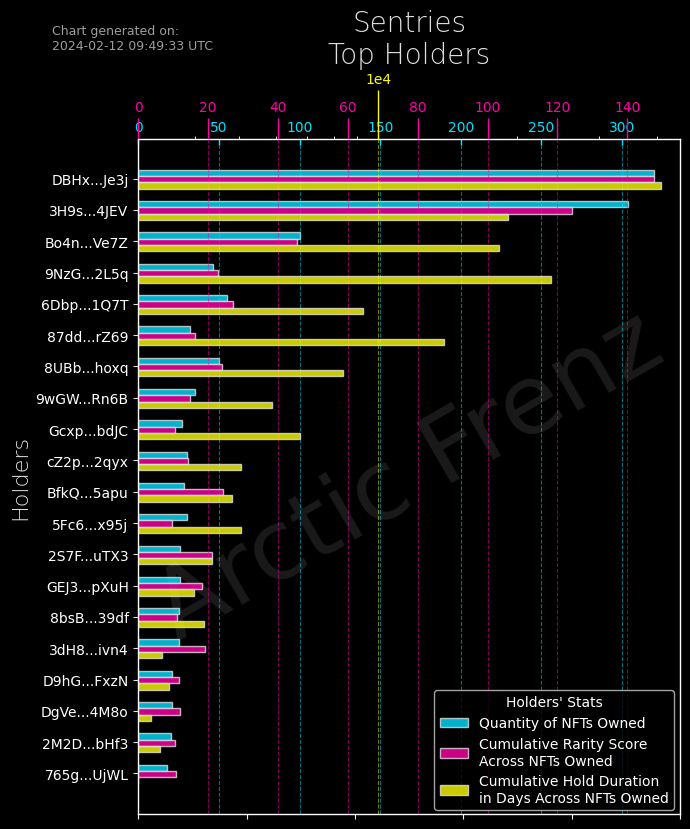 Chart generated on:
2024-02-12 09:49:33 UTC
Sentries
Top Holders
1e4
0 20 40 60 80 100 120 140
0 50 100 150 200 250 300
Holders
DBHx...Je3j
3H9s...4JEV
Bo4n...Ve7Z
9NzG...2L5q
6Dbp...1Q7T
87dd...rZ69
8UBb...hoxq
9wGW...Rn6B
Gcxp...bdJC
cZ2p...2qyx
BfkQ...5apu
5Fc6...x95j
2S7F...uTX3
GEJ3...pXuH
8bsB...39df
3dH8...ivn4
D9hG...FxzN
DgVe...4M8o
2M2D...bHf3
765g...UjWL
Arctic Frenz
Holders' Stats
Quantity of NFTs Owned
Cumulative Rarity Score
Across NFTs Owned
Cumulative Hold Duration
in Days Across NFTs Owned